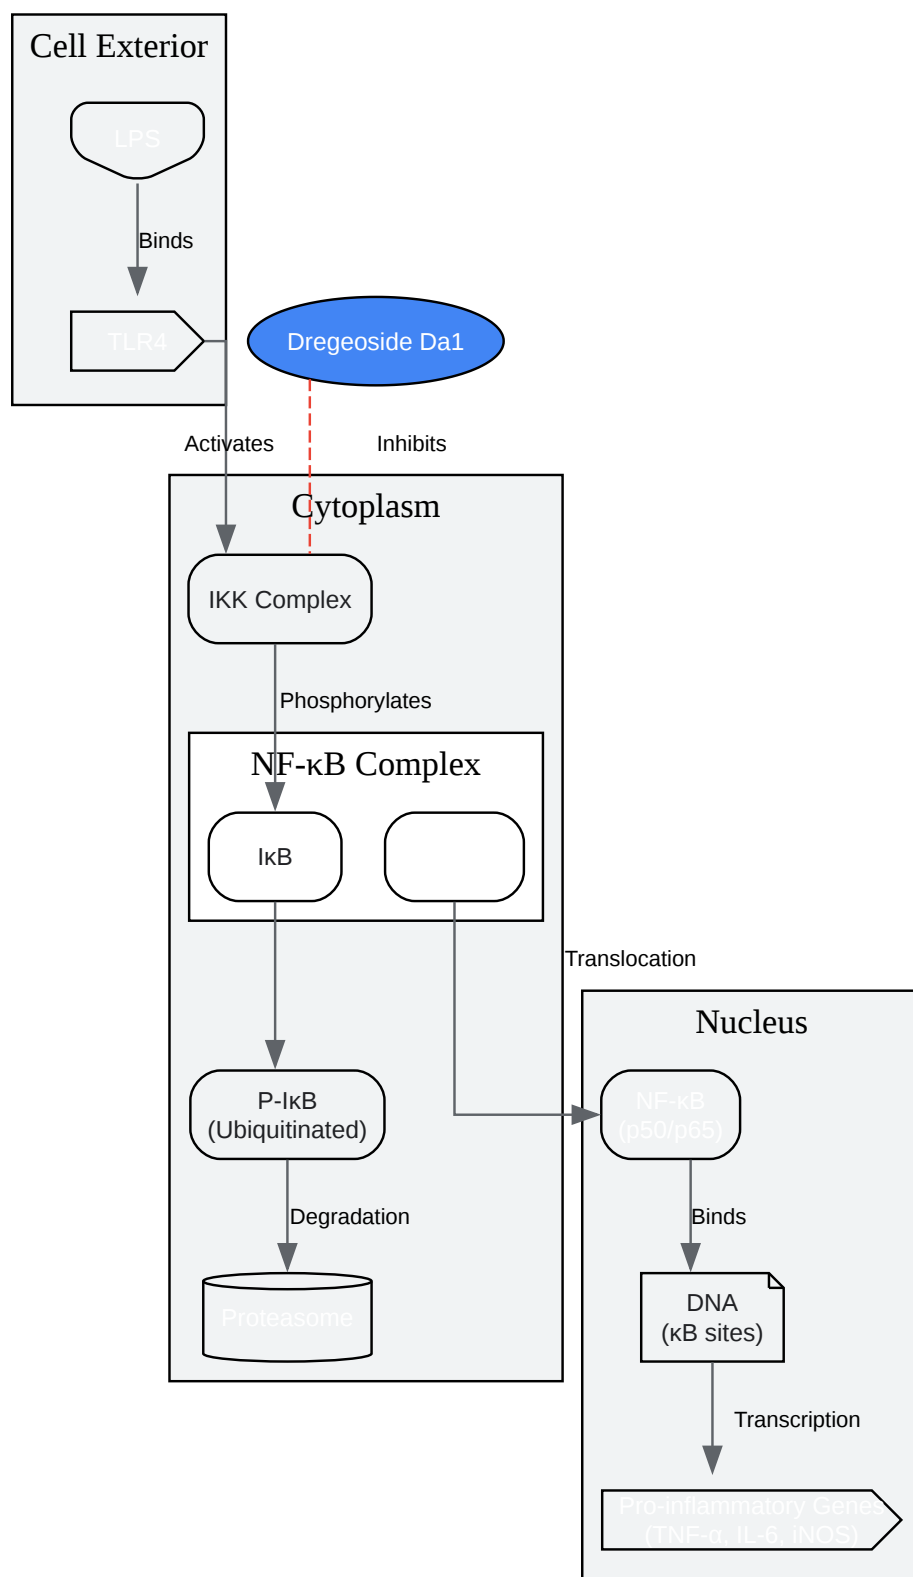 Cell Exterior
LPS
Binds
TLR4
Dregeoside Da1
Activates
Inhibits
Cytoplasm
IKK Complex
Phosphorylates
NF-κB Complex
IκB
Translocation
Nucleus
P-IκB
(Ubiquitinated)
NF-κB
(p50/p65)
Degradation
Binds
Proteasome
DNA
(κB sites)
Transcription
Pro-inflammatory Genes
(TNF-α, IL-6, iNOS)